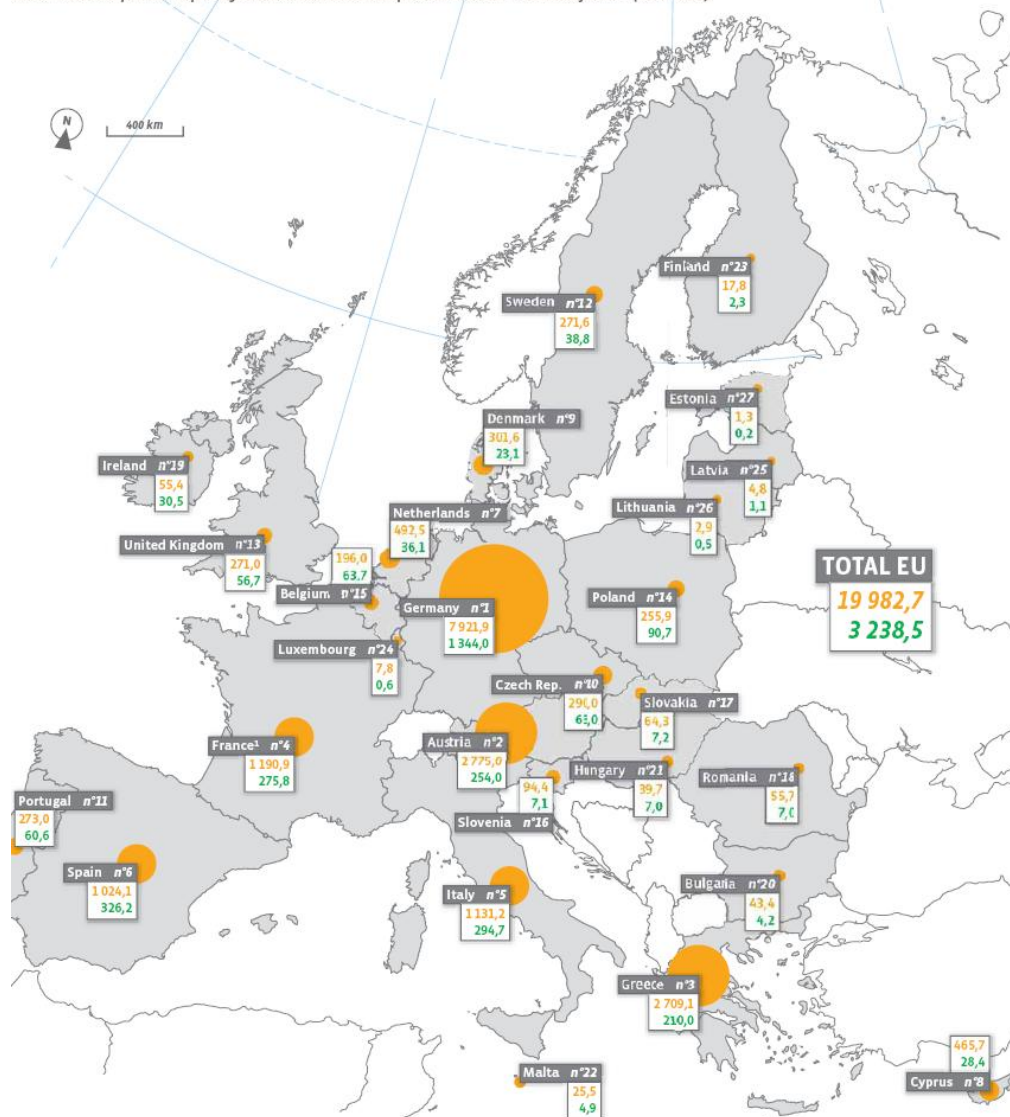 N
400 km
Finland n°23
17,8
2,3
Sweden n°12
271,6
38,8
Estonia n°27
1,3
0,2
Denmark n°9
301,6
23,1
Ireland n°19
55,4
30,5
Latvia n°25
4,8
1,1
Lithuania n°26
2,9
0,5
Netherlands n°7
492,5
36,1
United Kingdom n°13
271,0
56,7
196,0
63,7
Belgium n°15
TOTAL EU
19 982,7
3 238,5
Germany n°1
7 921,9
1 344,0
Poland n°14
255,9
90,7
Luxembourg n°24
7,8
0,6
Czech Rep. n°10
290,0
Slovakia n°17
64,3
7,2
France¹ n°4
1 190,9
275,8
Austria n°2
2 775,0
254,0
Hungary n°21
39,7
7,0
Romania n°18
55,7
94,4
7,1
Slovenia n°16
Portugal n°11
273,0
60,6
Spain n°6
1 024,1
326,2
Italy n°5
1 131,2
294,7
Bulgaria n°20
43,4
4,2
Greece n°3
2 709,1
210,0
465,7
28,4
Cyprus n°8
Malta n°22
25,5
4,9